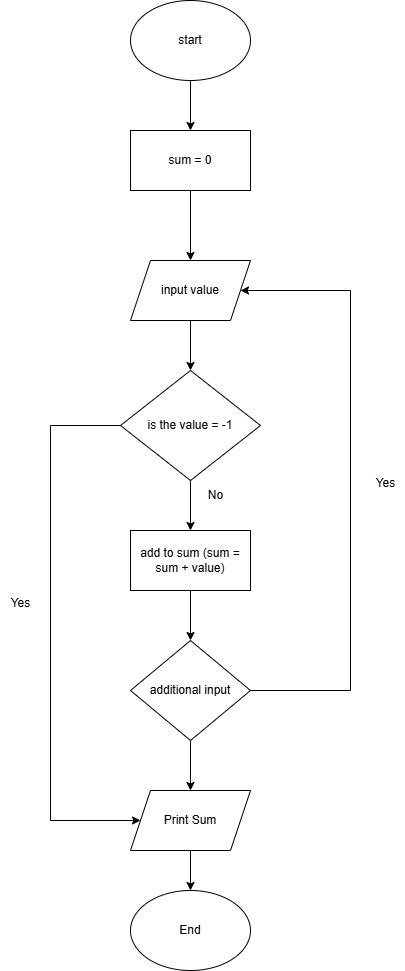 start
sum = 0
input value
is the value = -1
No
Yes
add to sum (sum =
sum + value)
Yes
additional input
Print Sum
End